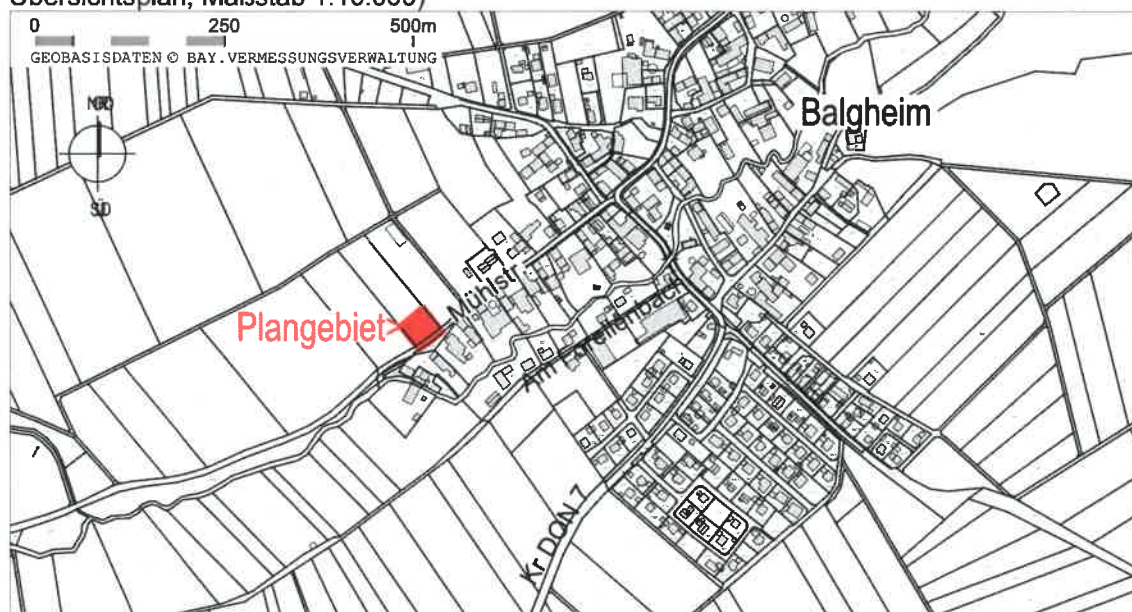 Übersichtsplan, Maßstab 1:10.000)
0 250 500m
GEOBASISDATEN © BAY.VERMESSUNGSVERWALTUNG
NORD
SÜD
Balgheim
Mühlstr.
Plangebiet
Am Forellenbach
Kr DON 7